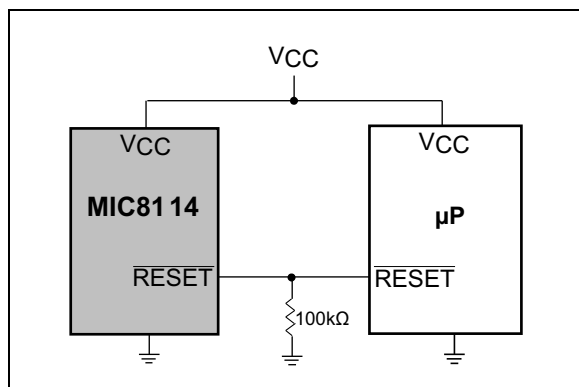 VCC
VCC
VCC
MIC8114
µP
RESET
RESET
100kΩ